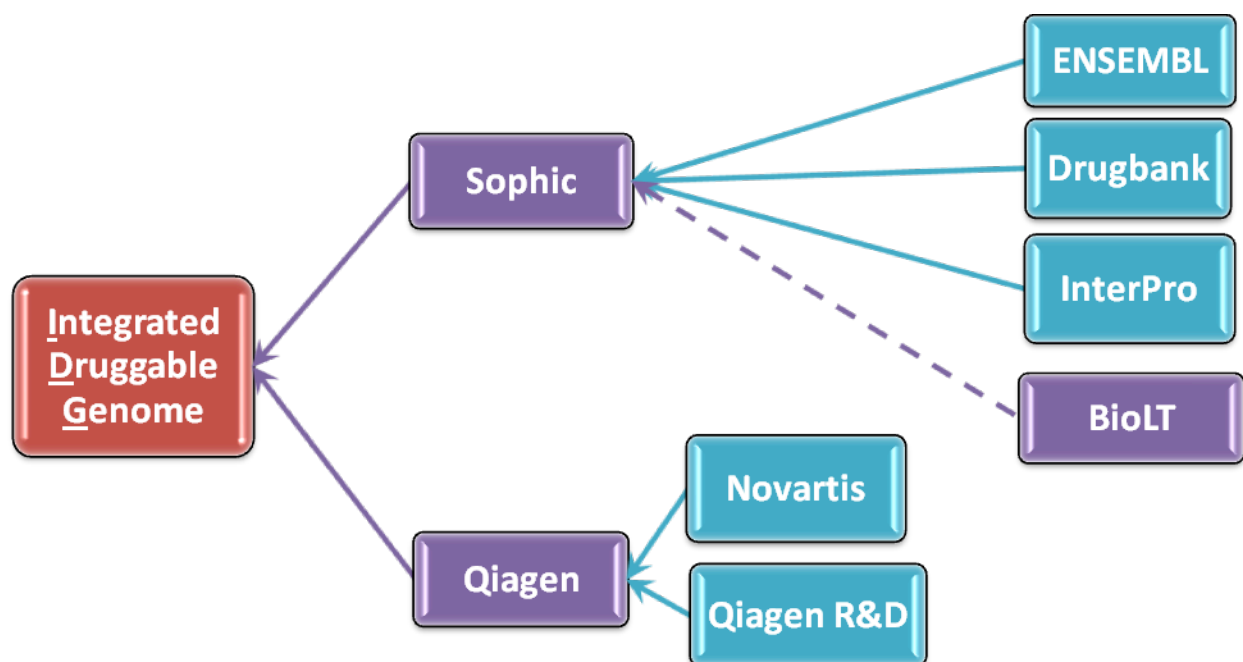 ENSEMBL
Sophic
Drugbank
InterPro
Integrated
Druggable
Genome
BioLT
Novartis
Qiagen
Qiagen R&D